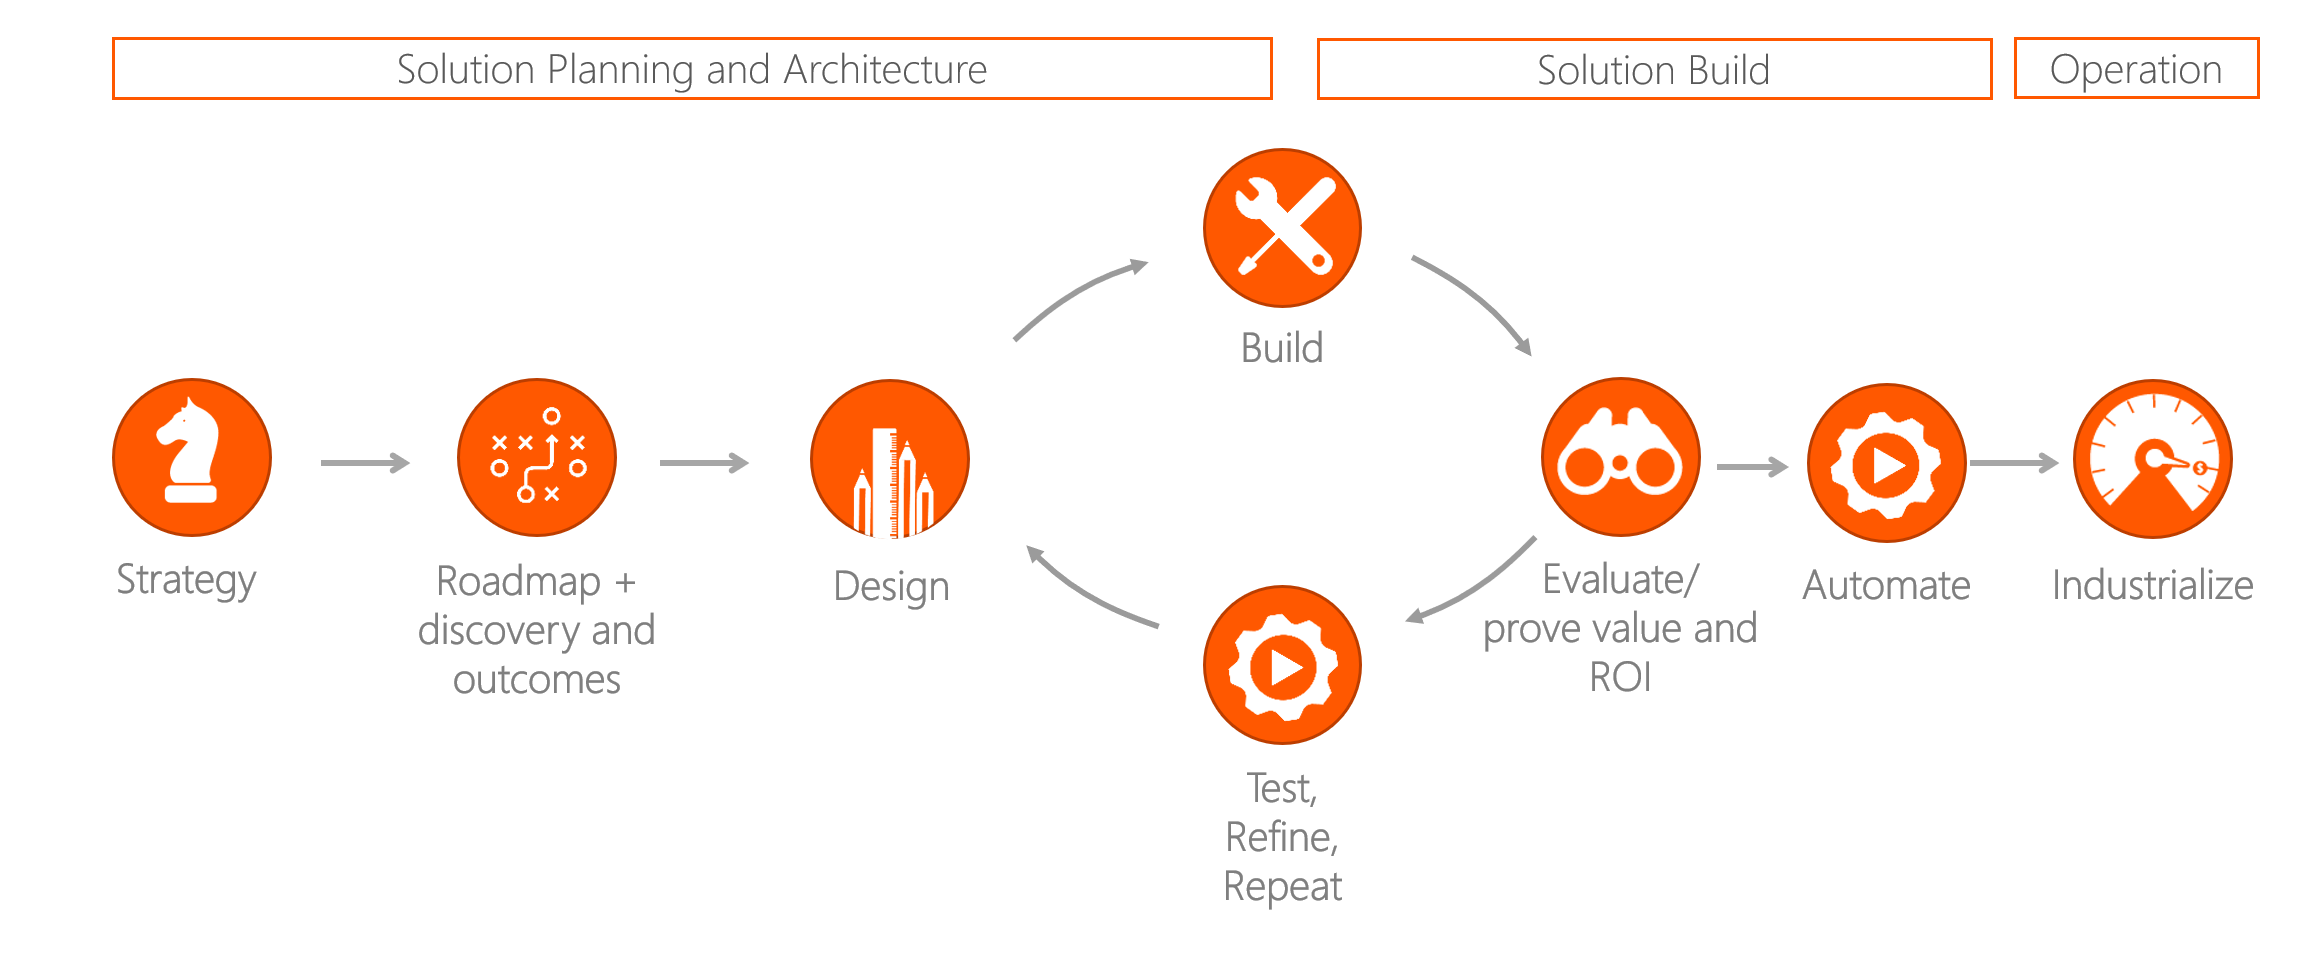 Solution Planning and Architecture
Solution Build
Operation
Build
Strategy
Roadmap +
discovery and
outcomes
Design
Evaluate/
prove value and
ROI
Automate
Industrialize
Test,
Refine,
Repeat
$